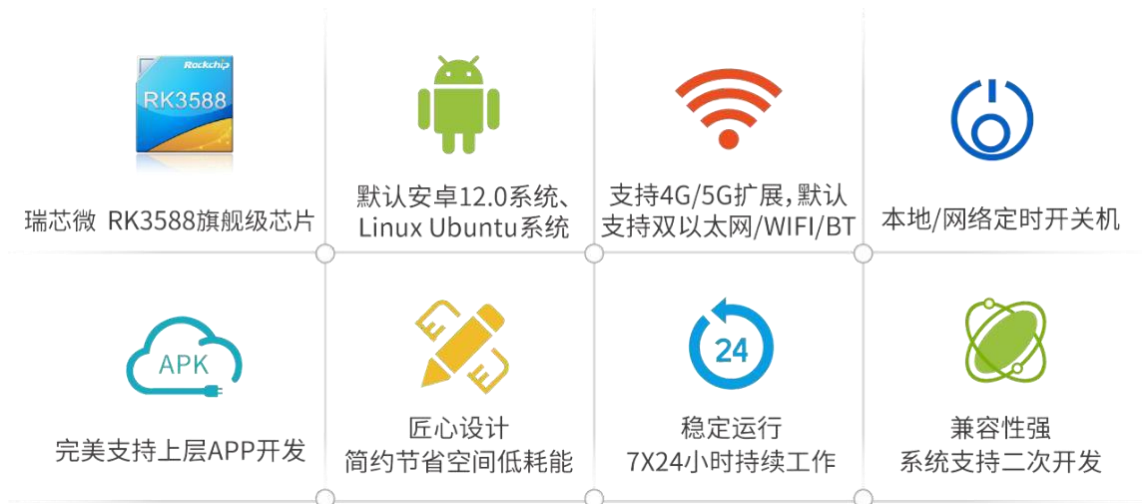 Rockchip
RK3588
瑞芯微 RK3588旗舰级芯片
默认安卓12.0系统、
Linux Ubuntu系统
支持4G/5G扩展,默认
支持双以太网/WIFI/BT
本地/网络定时开关机
APK
完美支持上层APP开发
匠心设计
简约节省空间低耗能
24
稳定运行
7X24小时持续工作
兼容性强
系统支持二次开发